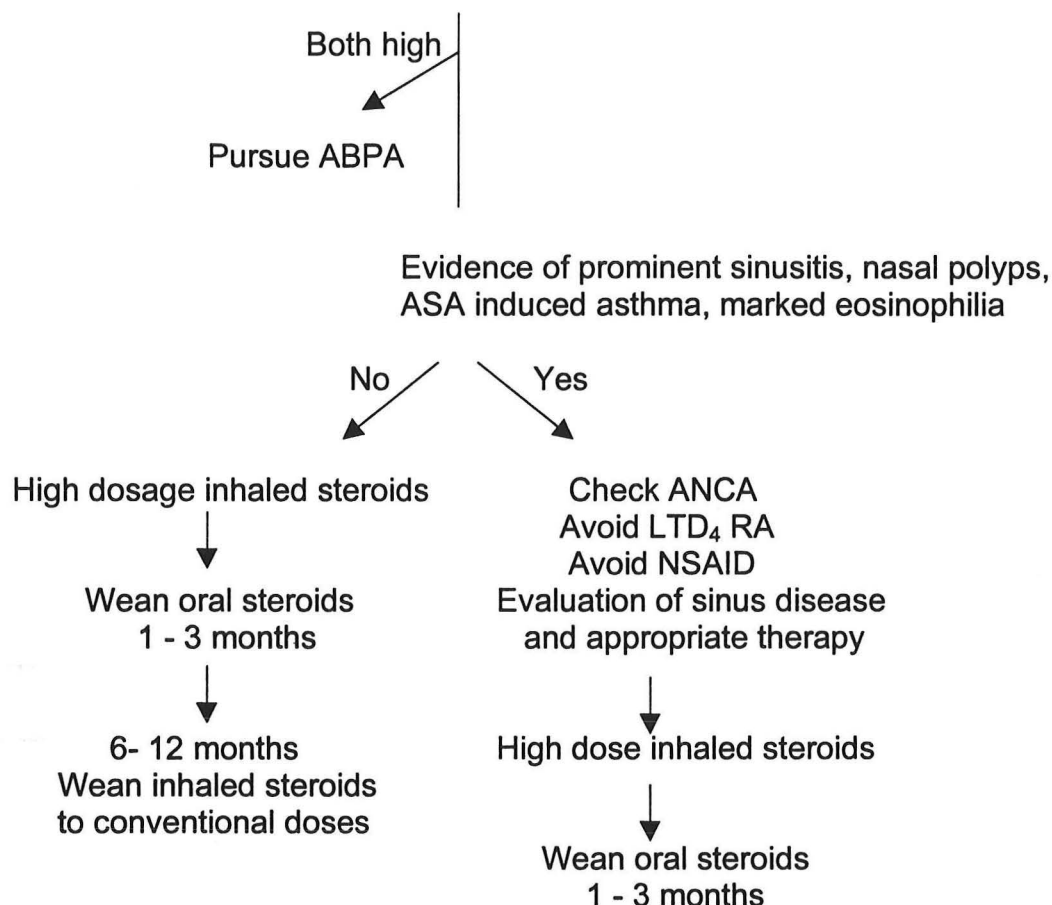 Both high
Pursue ABPA
Evidence of prominent sinusitis, nasal polyps,
ASA induced asthma, marked eosinophilia
No
Yes
High dosage inhaled steroids
Wean oral steroids
1 - 3 months
6- 12 months
Wean inhaled steroids
to conventional doses
Check ANCA
Avoid LTD₄ RA
Avoid NSAID
Evaluation of sinus disease
and appropriate therapy
High dose inhaled steroids
Wean oral steroids
1 - 3 months